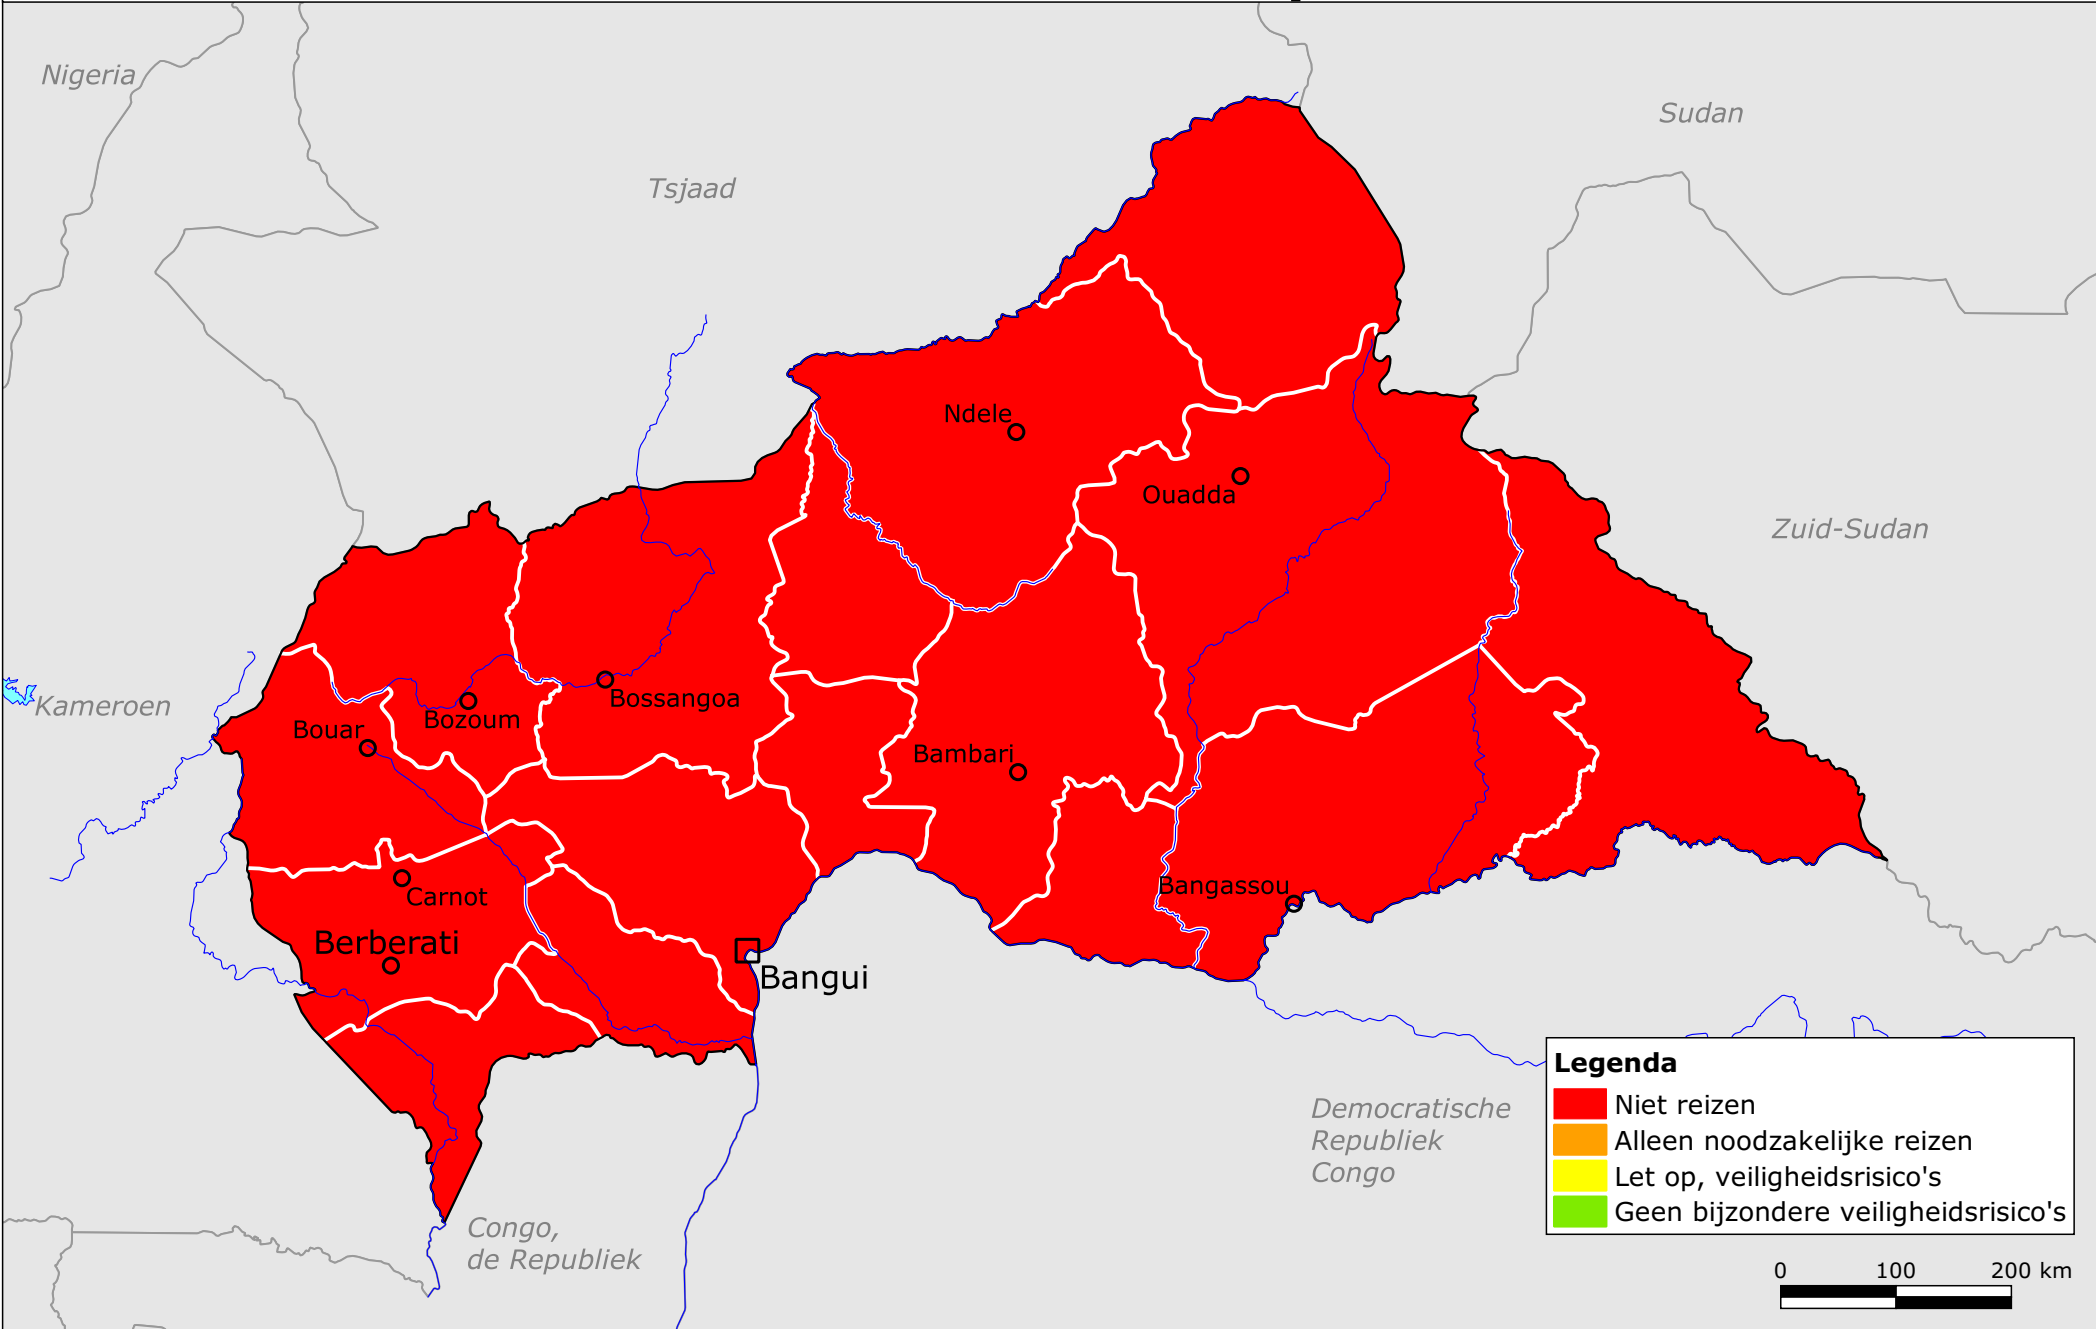 Nigeria
Sudan
Tsjaad
Ndele
Ouadda
Zuid-Sudan
Kameroen
Bossangoa
Bozoum
Bouar
Bambari
Bangassou
Carnot
Berberati
Bangui
Democratische
Republiek
Congo
Congo,
de Republiek
Legenda
Niet reizen
Alleen noodzakelijke reizen
Let op, veiligheidsrisico's
Geen bijzondere veiligheidsrisico's
0 100 200 km